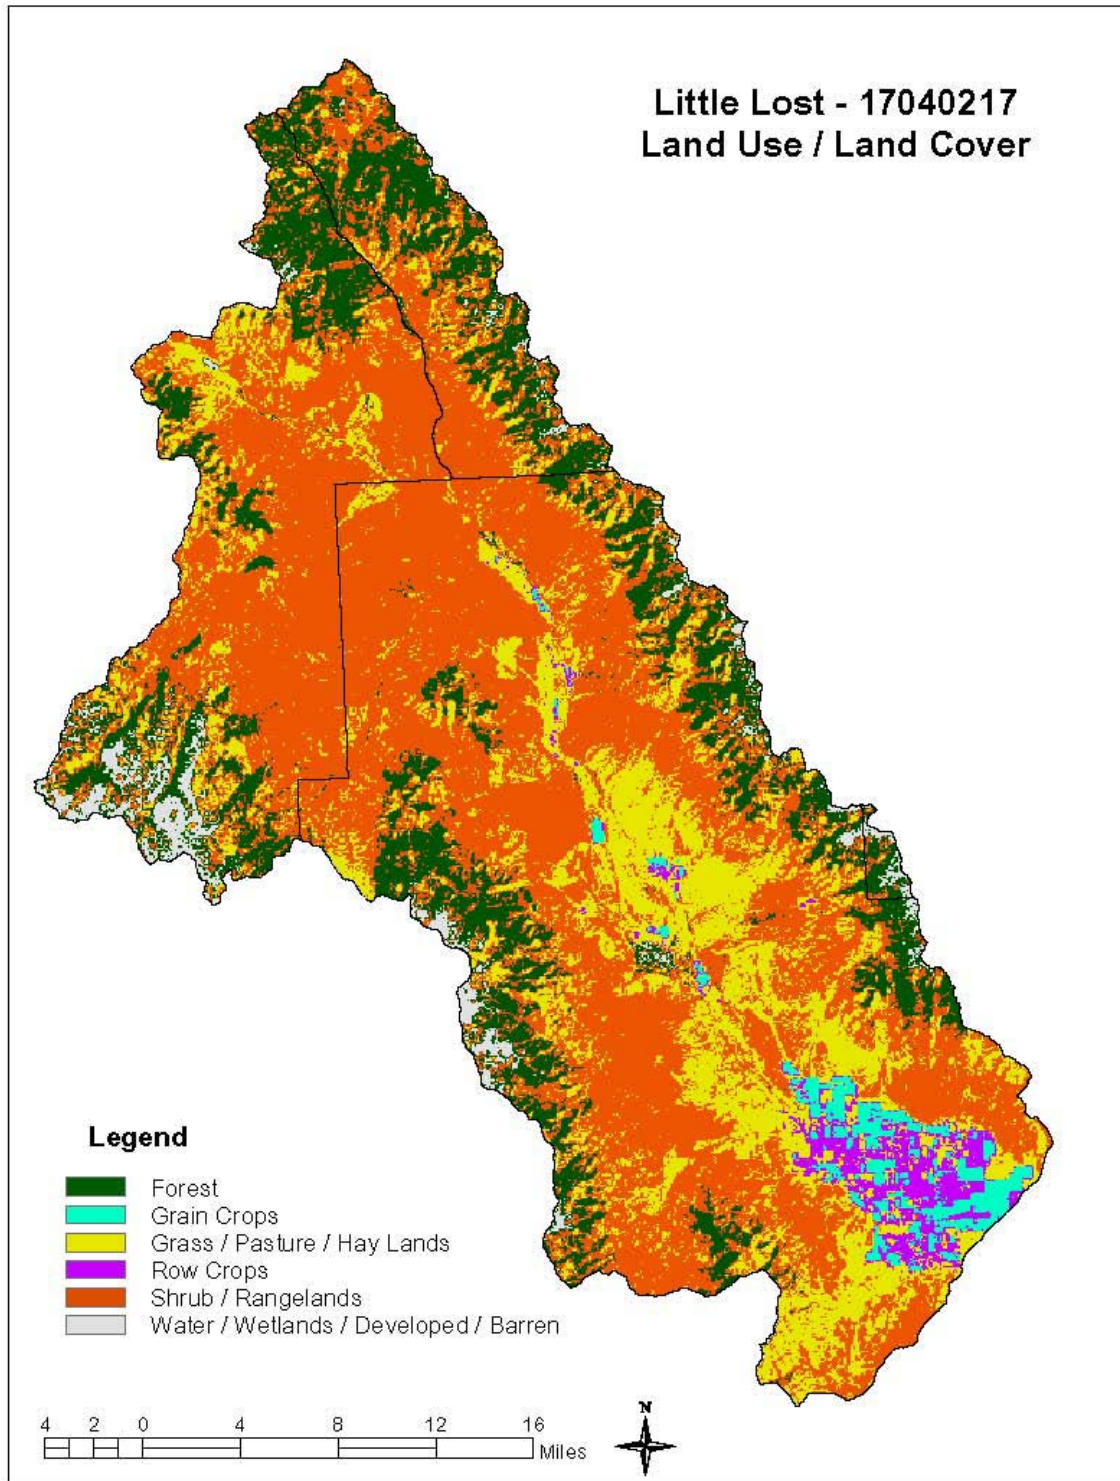 Little Lost - 17040217
Land Use / Land Cover
Legend
Forest
Grain Crops
Grass / Pasture / Hay Lands
Row Crops
Shrub / Rangelands
Water / Wetlands / Developed / Barren
4 2 0 4 8 12 16
Miles
N